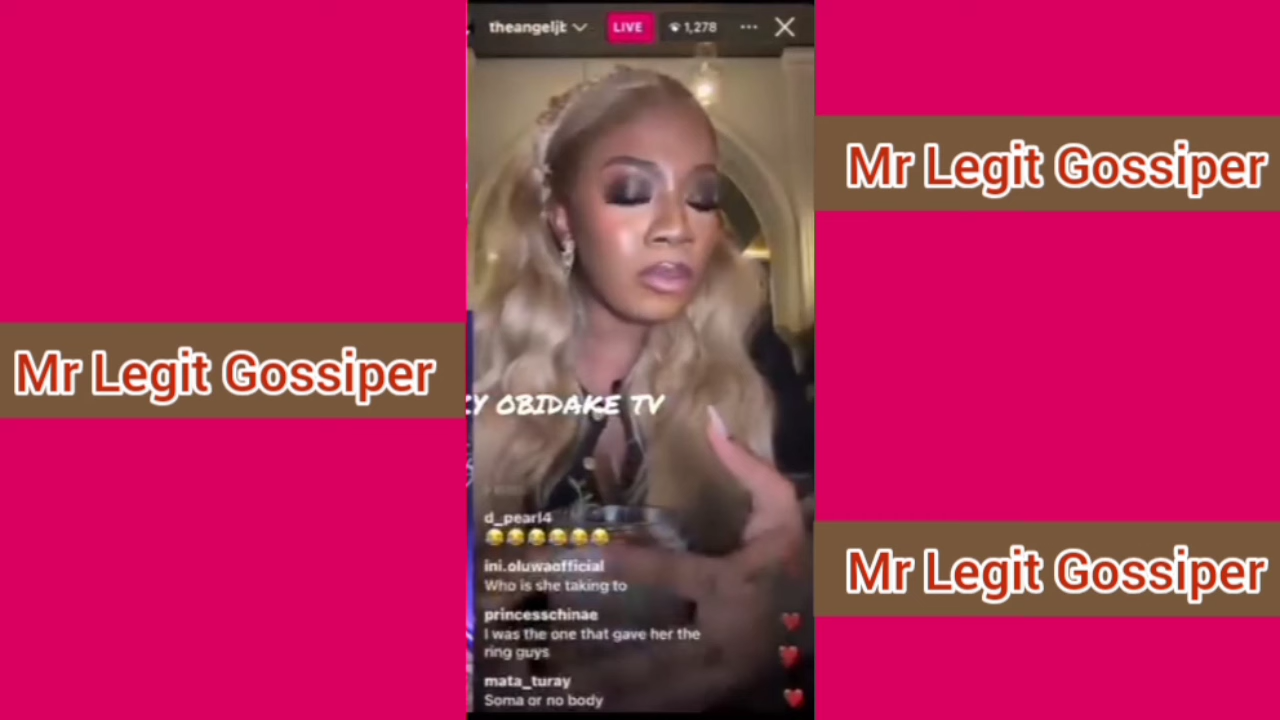 theangeljt
LIVE
1,278
Mr Legit Gossiper
Mr Legit Gossiper
OBIDAKE TV
d_pearl4
😂😂😂😂😂😂
ini.oluwaofficial
Who is she taking to
princesschinae
I was the one that gave her the
ring guys
mata_turay
Soma or no body
Mr Legit Gossiper